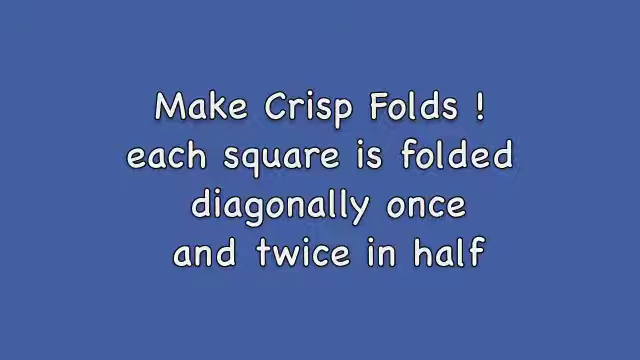 Make Crisp Folds !
each square is folded
diagonally once
and twice in half